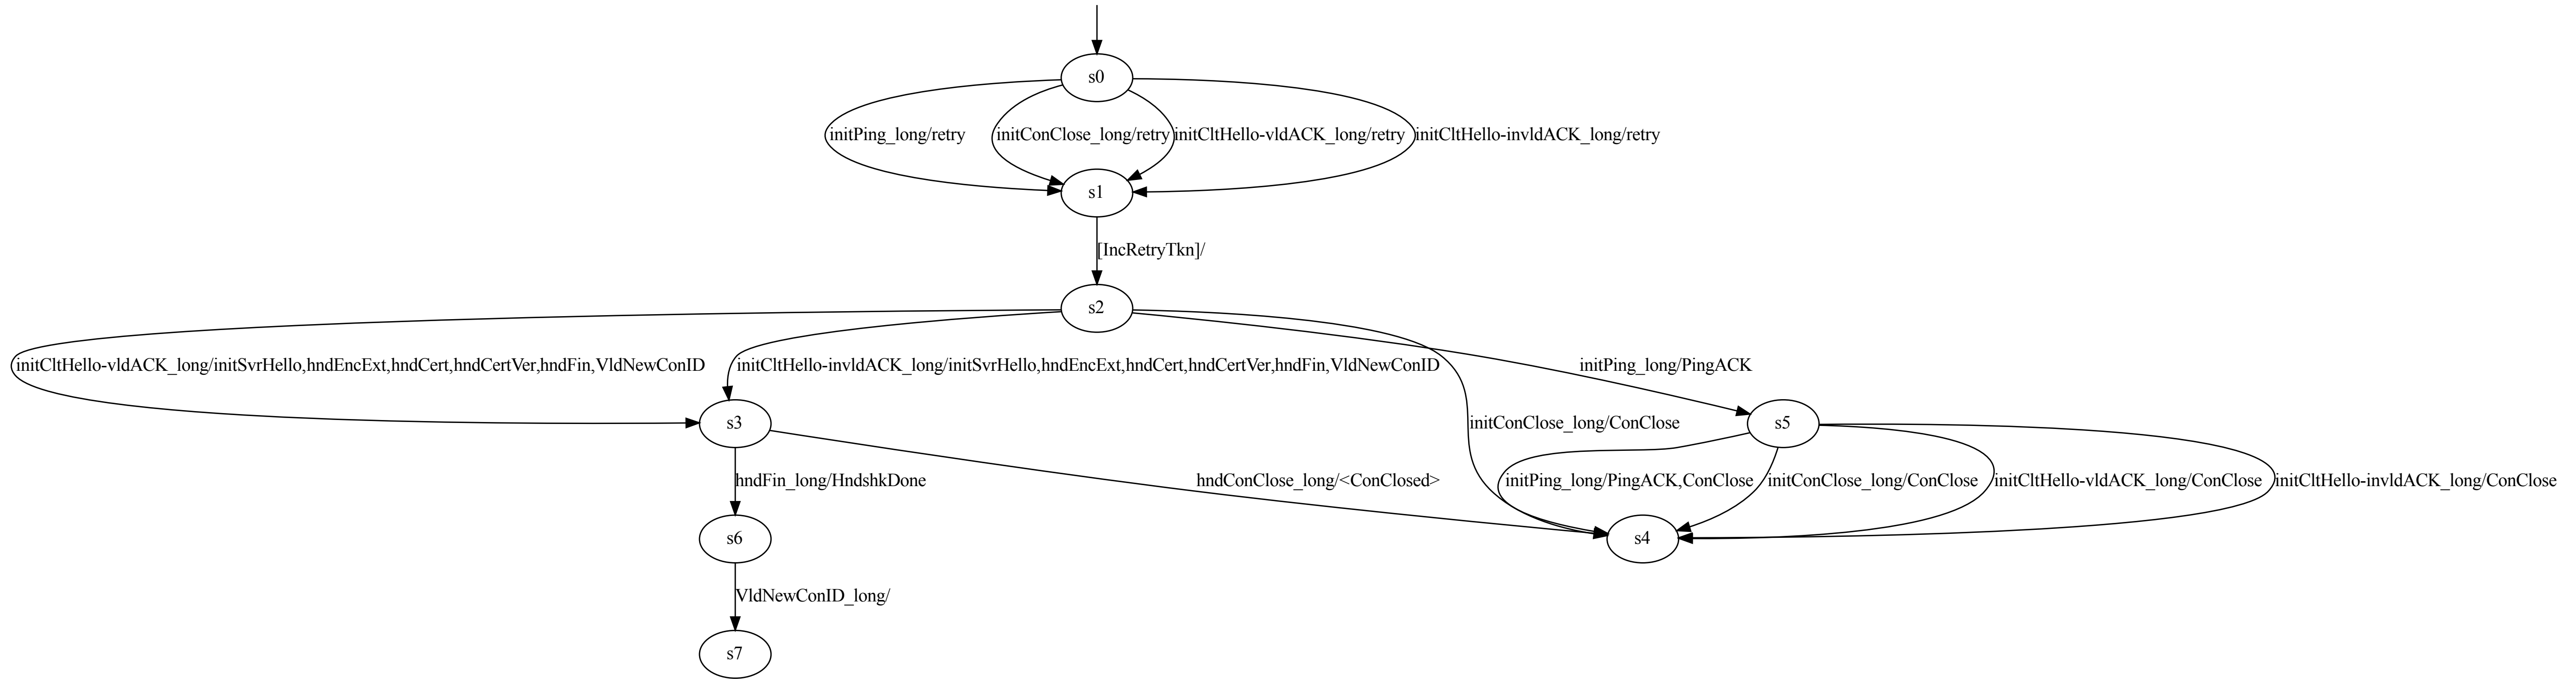 s0
initPing_long/retry
initConClose_long/retry
initCltHello-vldACK_long/retry
initCltHello-invldACK_long/retry
s1
[IncRetryTkn]/
s2
initCltHello-vldACK_long/initSvrHello,hndEncExt,hndCert,hndCertVer,hndFin,VldNewConID
initCltHello-invldACK_long/initSvrHello,hndEncExt,hndCert,hndCertVer,hndFin,VldNewConID
initPing_long/PingACK
s3
initConClose_long/ConClose
s5
hndFin_long/HndshkDone
hndConClose_long/<ConClosed>
initPing_long/PingACK,ConClose
initConClose_long/ConClose
initCltHello-vldACK_long/ConClose
initCltHello-invldACK_long/ConClose
s6
s4
VldNewConID_long/
s7